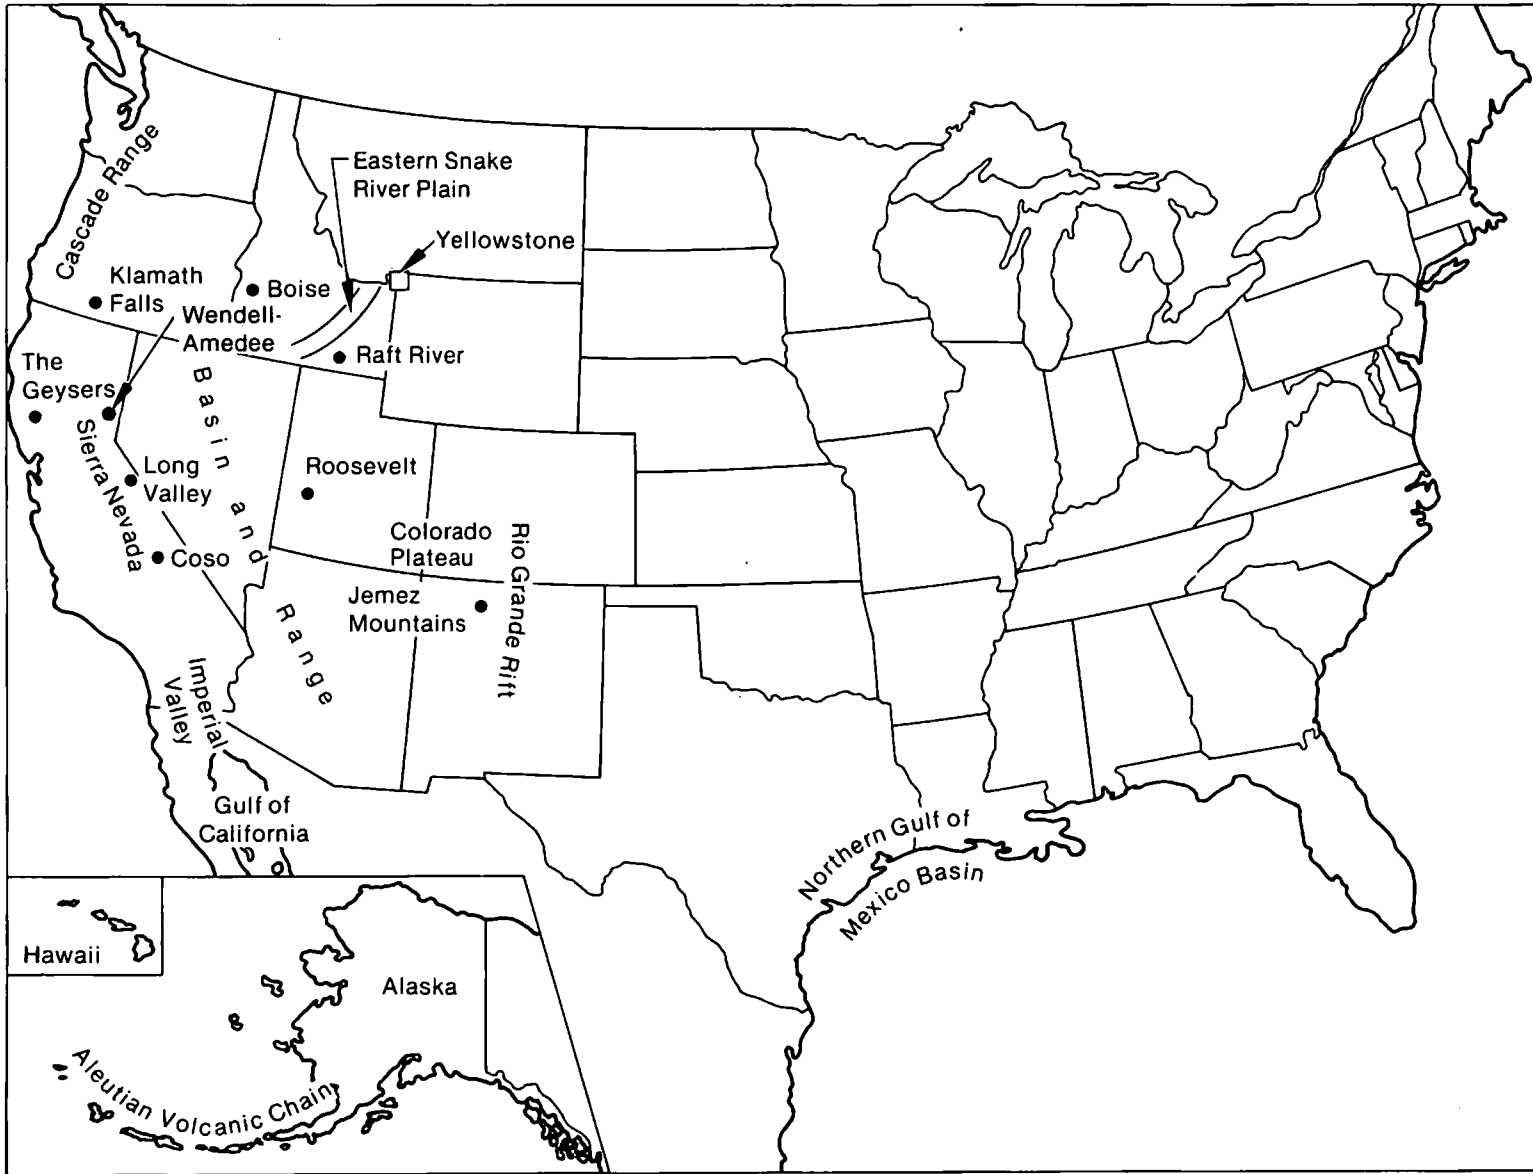 Cascade Range
Eastern Snake
River Plain
Yellowstone
Klamath
Falls
Boise
Wendell-
Amedee
Raft River
The
Geysers
Basin and
Range
Sierra Nevada
Long
Valley
Roosevelt
Coso
Colorado
Plateau
Rio Grande Rift
Jemez
Mountains
Imperial
Valley
Gulf of
California
Northern Gulf of
Mexico Basin
Hawaii
Alaska
Aleutian Volcanic Chain